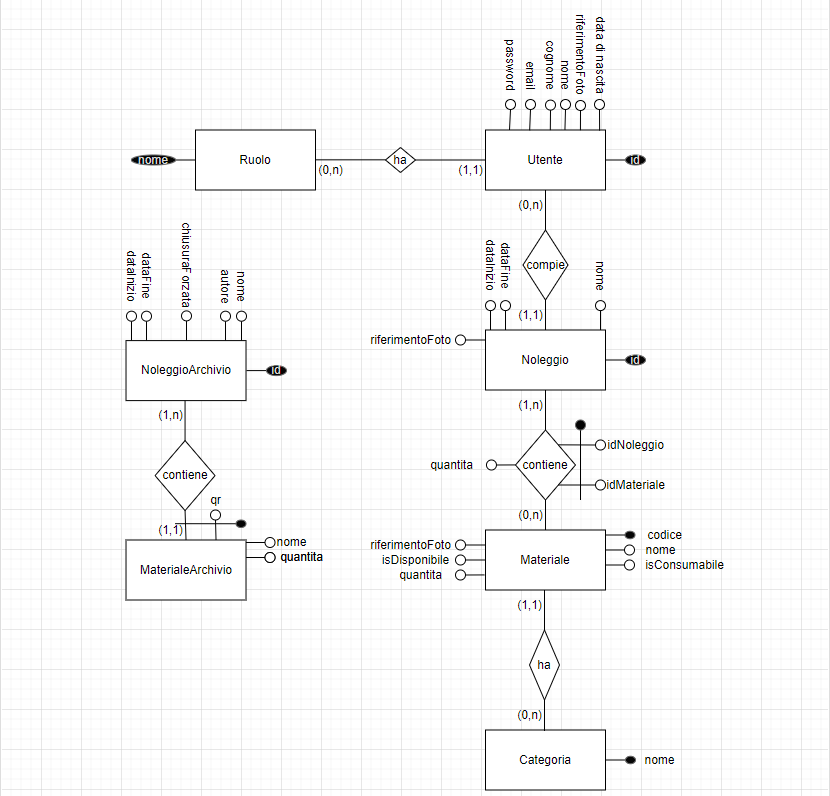 password
email
cognome
nome
riferimentoFoto
data di nascita
nome
Ruolo
(0,n)
ha
(1,1)
Utente
id
(0,n)
compie
(1,1)
dataInizio
dataFine
nome
riferimentoFoto
Noleggio
id
(1,n)
quantita
contiene
idNoleggio
idMateriale
(0,n)
riferimentoFoto
isDisponibile
quantita
Materiale
codice
nome
isConsumabile
(1,1)
ha
(0,n)
Categoria
nome
dataInizio
dataFine
chiusuraForzata
autore
nome
NoleggioArchivio
id
(1,n)
contiene
qr
(1,1)
MaterialeArchivio
nome
quantita